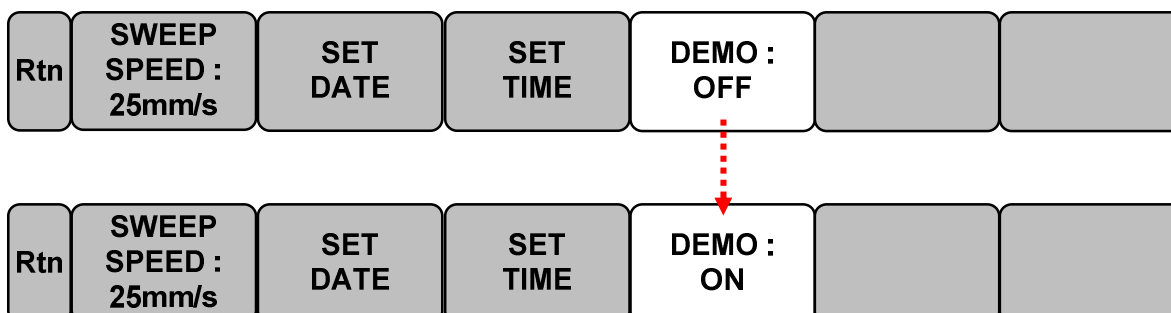 Rtn
SWEEP
SPEED :
25mm/s
SET
DATE
SET
TIME
DEMO :
OFF
Rtn
SWEEP
SPEED :
25mm/s
SET
DATE
SET
TIME
DEMO :
ON